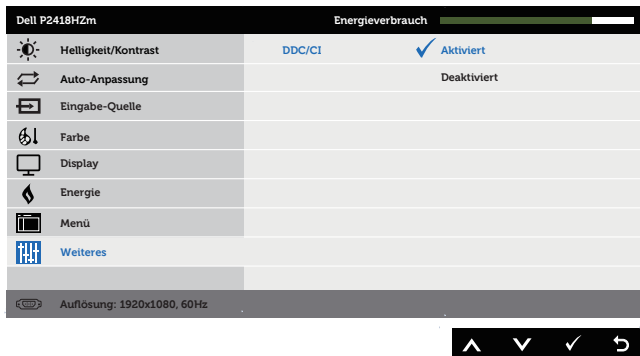 Dell P2418HZm Energieverbrauch
Helligkeit/Kontrast DDC/CI Aktiviert
Auto-Anpassung Deaktiviert
Eingabe-Quelle
Farbe
Display
Energie
Menü
Weiteres
Auflösung: 1920x1080, 60Hz